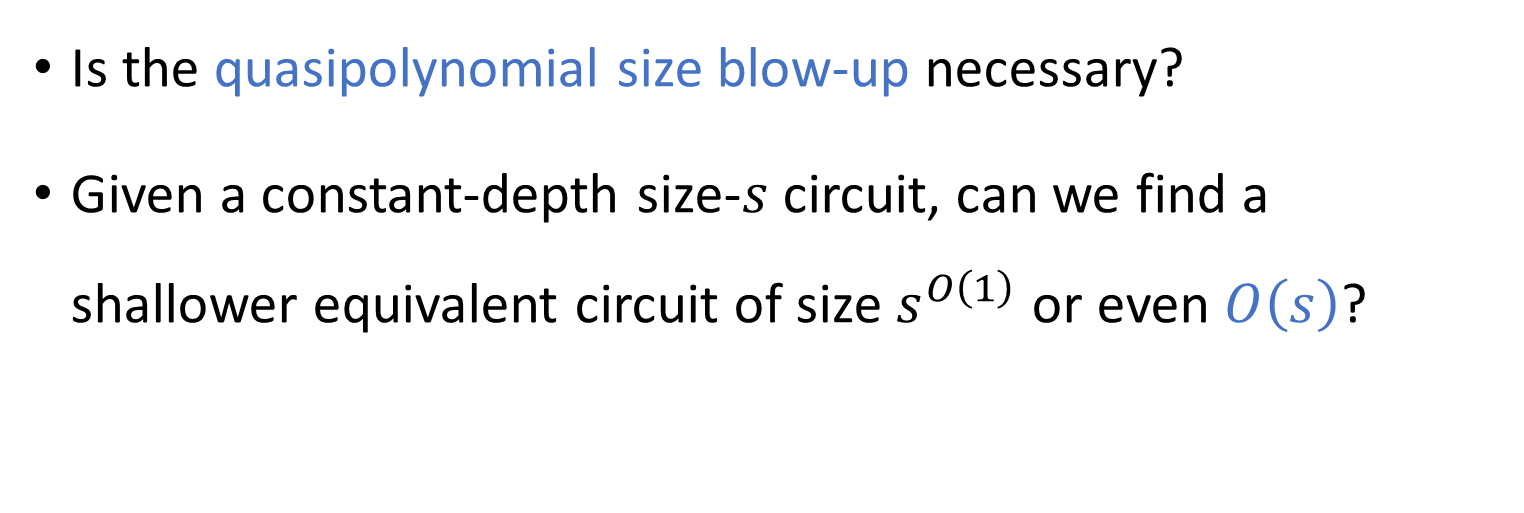 • Is the quasipolynomial size blow-up necessary?
• Given a constant-depth size-𝑠 circuit, can we find a
shallower equivalent circuit of size 𝑠^{𝑂(1)} or even 𝑂(𝑠)?